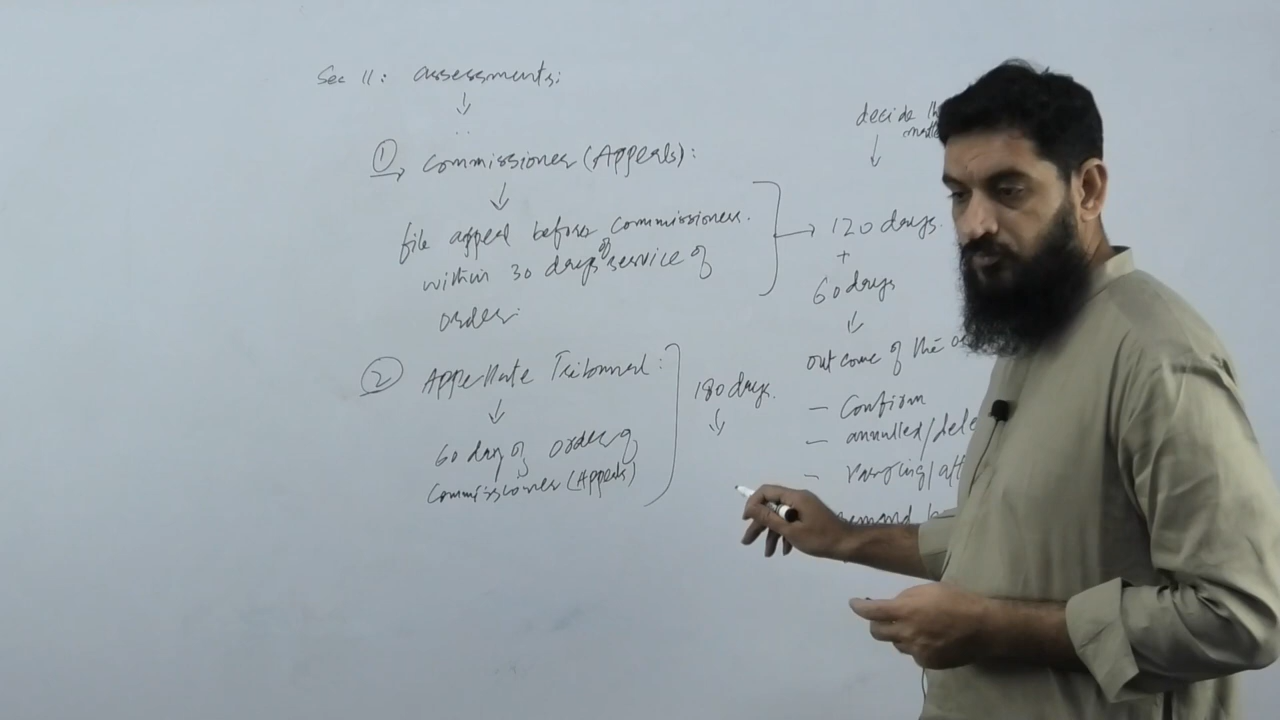 Sec 11: assessments:
① → Commissioner (Appeals):
file appeal before commissioner.
within 30 days of service of
order.
② Appellate Tribunal:
60 day of order of
Commissioner (Appeals)
180 days.
decide
120 days.
+
60 days
out come of the
- Confirm
- annulled/
- varying/